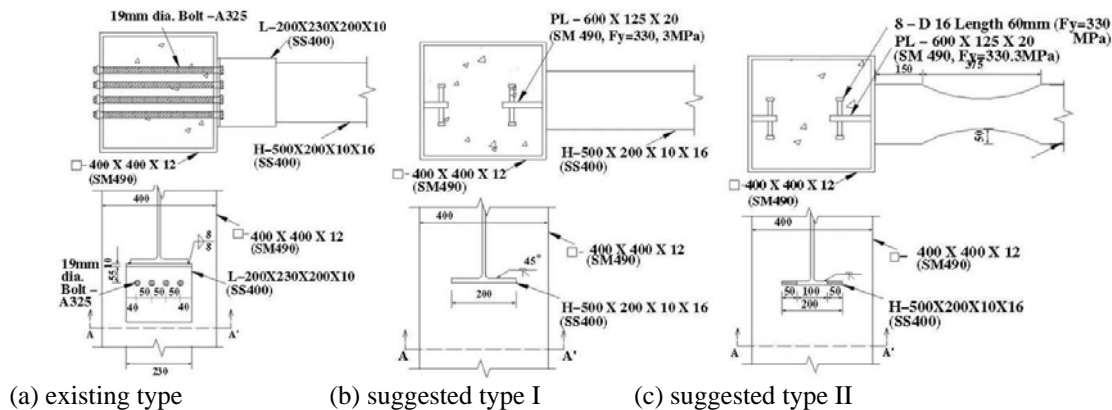 19mm dia. Bolt -A325
L-200X230X200X10
(SS400)
H-500X200X10X16
(SS400)
□-400 X 400 X 12
(SM490)
400
8
8
□-400 X 400 X 12
(SM490)
19mm
dia.
Bolt -
A325
55
10
50 50 50
40 40
L-200X230X200X10
(SS400)
A A'
230
(a) existing type
PL - 600 X 125 X 20
(SM 490, Fy=330, 3MPa)
H-500 X 200 X 10 X 16
(SS400)
□-400 X 400 X 12
(SM490)
400
□- 400 X 400 X 12
(SM490)
45°
200
H-500 X 200 X 10 X 16
(SS400)
A A'
(b) suggested type I
8 - D 16 Length 60mm (Fy=330
MPa)
PL - 600 X 125 X 20
(SM 490, Fy=330.3MPa)
150 375
50
□-400 X 400 X 12
(SM490)
400
□- 400 X 400 X 12
(SM490)
50 100 50
200
H-500X200X10X16
(SS400)
A A'
(c) suggested type II